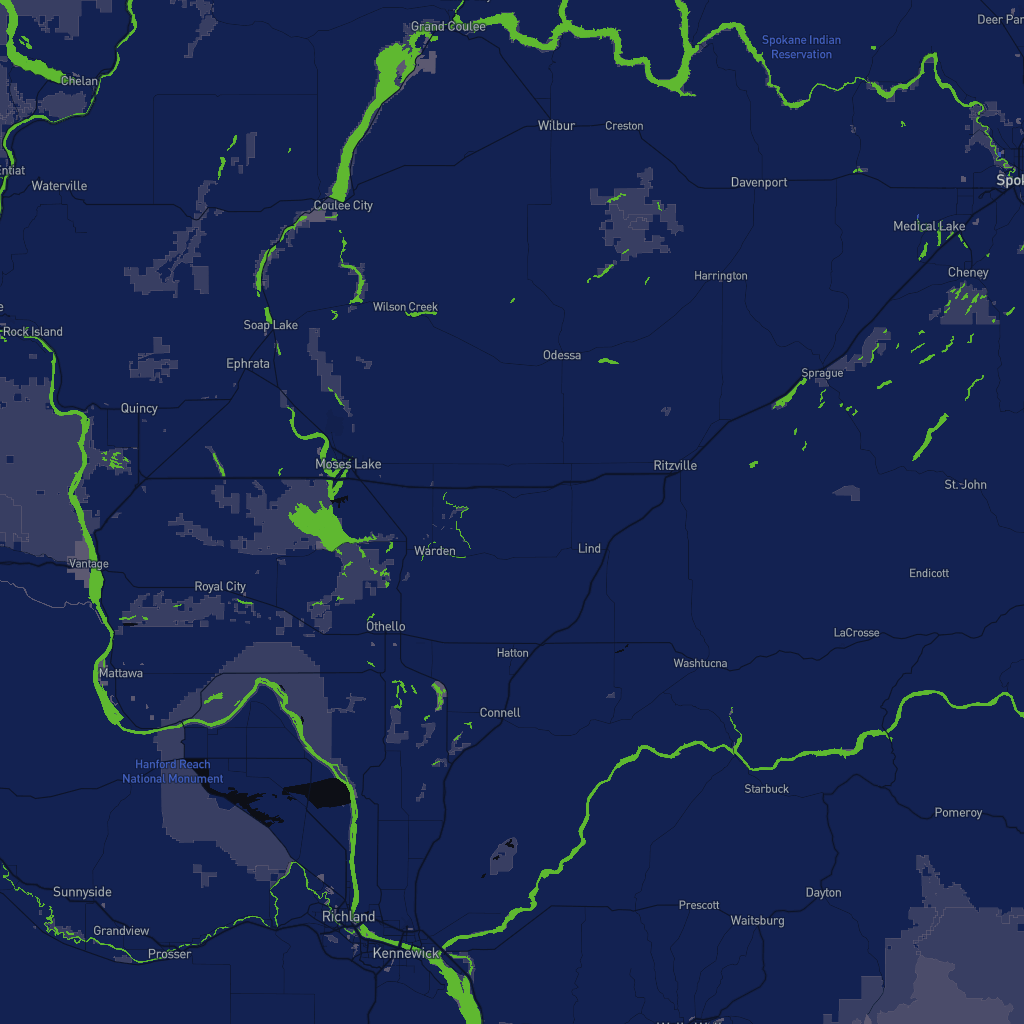 Deer Par
Grand Coulee
Spokane Indian
Reservation
Chelan
Wilbur
Creston
ntiat
Waterville
Davenport
Spok
Coulee City
Medical Lake
Cheney
Harrington
Wilson Creek
e
Rock Island
Soap Lake
Ephrata
Odessa
Sprague
Quincy
Moses Lake
Ritzville
St. John
Warden
Lind
Vantage
Endicott
Royal City
Othello
LaCrosse
Hatton
Washtucna
Mattawa
Connell
Hanford Reach
National Monument
Starbuck
Pomeroy
Sunnyside
Dayton
Prescott
Richland
Waitsburg
Grandview
Prosser
Kennewick